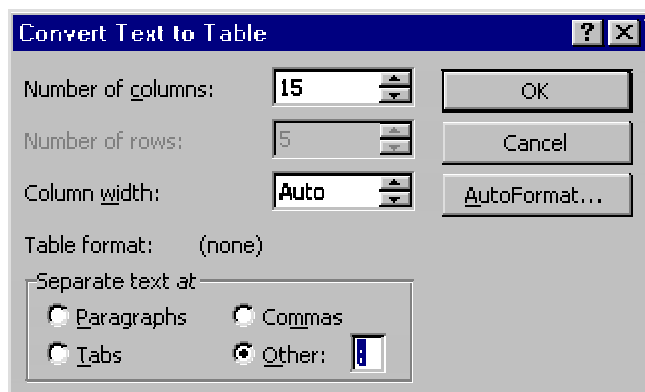 Convert Text to Table
Number of columns: 15 OK
Number of rows: 5 Cancel
Column width: Auto AutoFormat...
Table format: (none)
Separate text at
Paragraphs Commas
Tabs Other: :